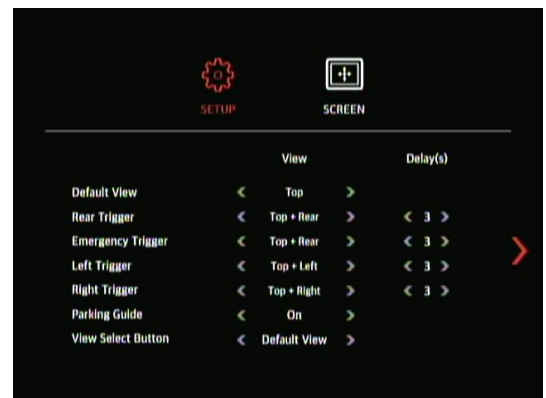 SETUP SCREEN
View Delay(s)
Default View < Top >
Rear Trigger < Top + Rear > < 3 >
Emergency Trigger < Top + Rear > < 3 >
Left Trigger < Top + Left > < 3 >
Right Trigger < Top + Right > < 3 >
Parking Guide < On >
View Select Button < Default View >